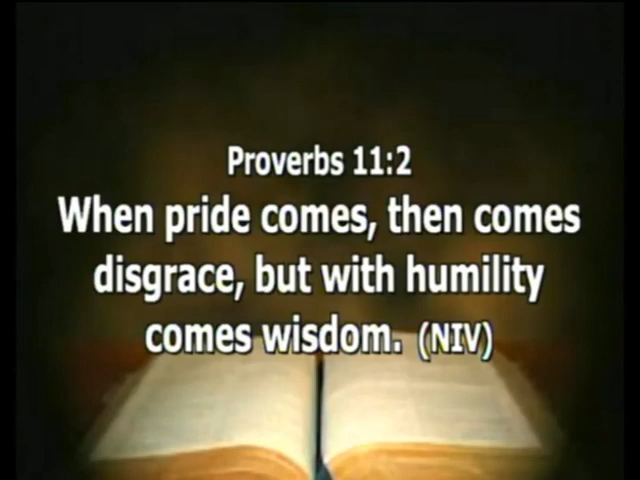 Proverbs 11:2
When pride comes, then comes
disgrace, but with humility
comes wisdom. (NIV)